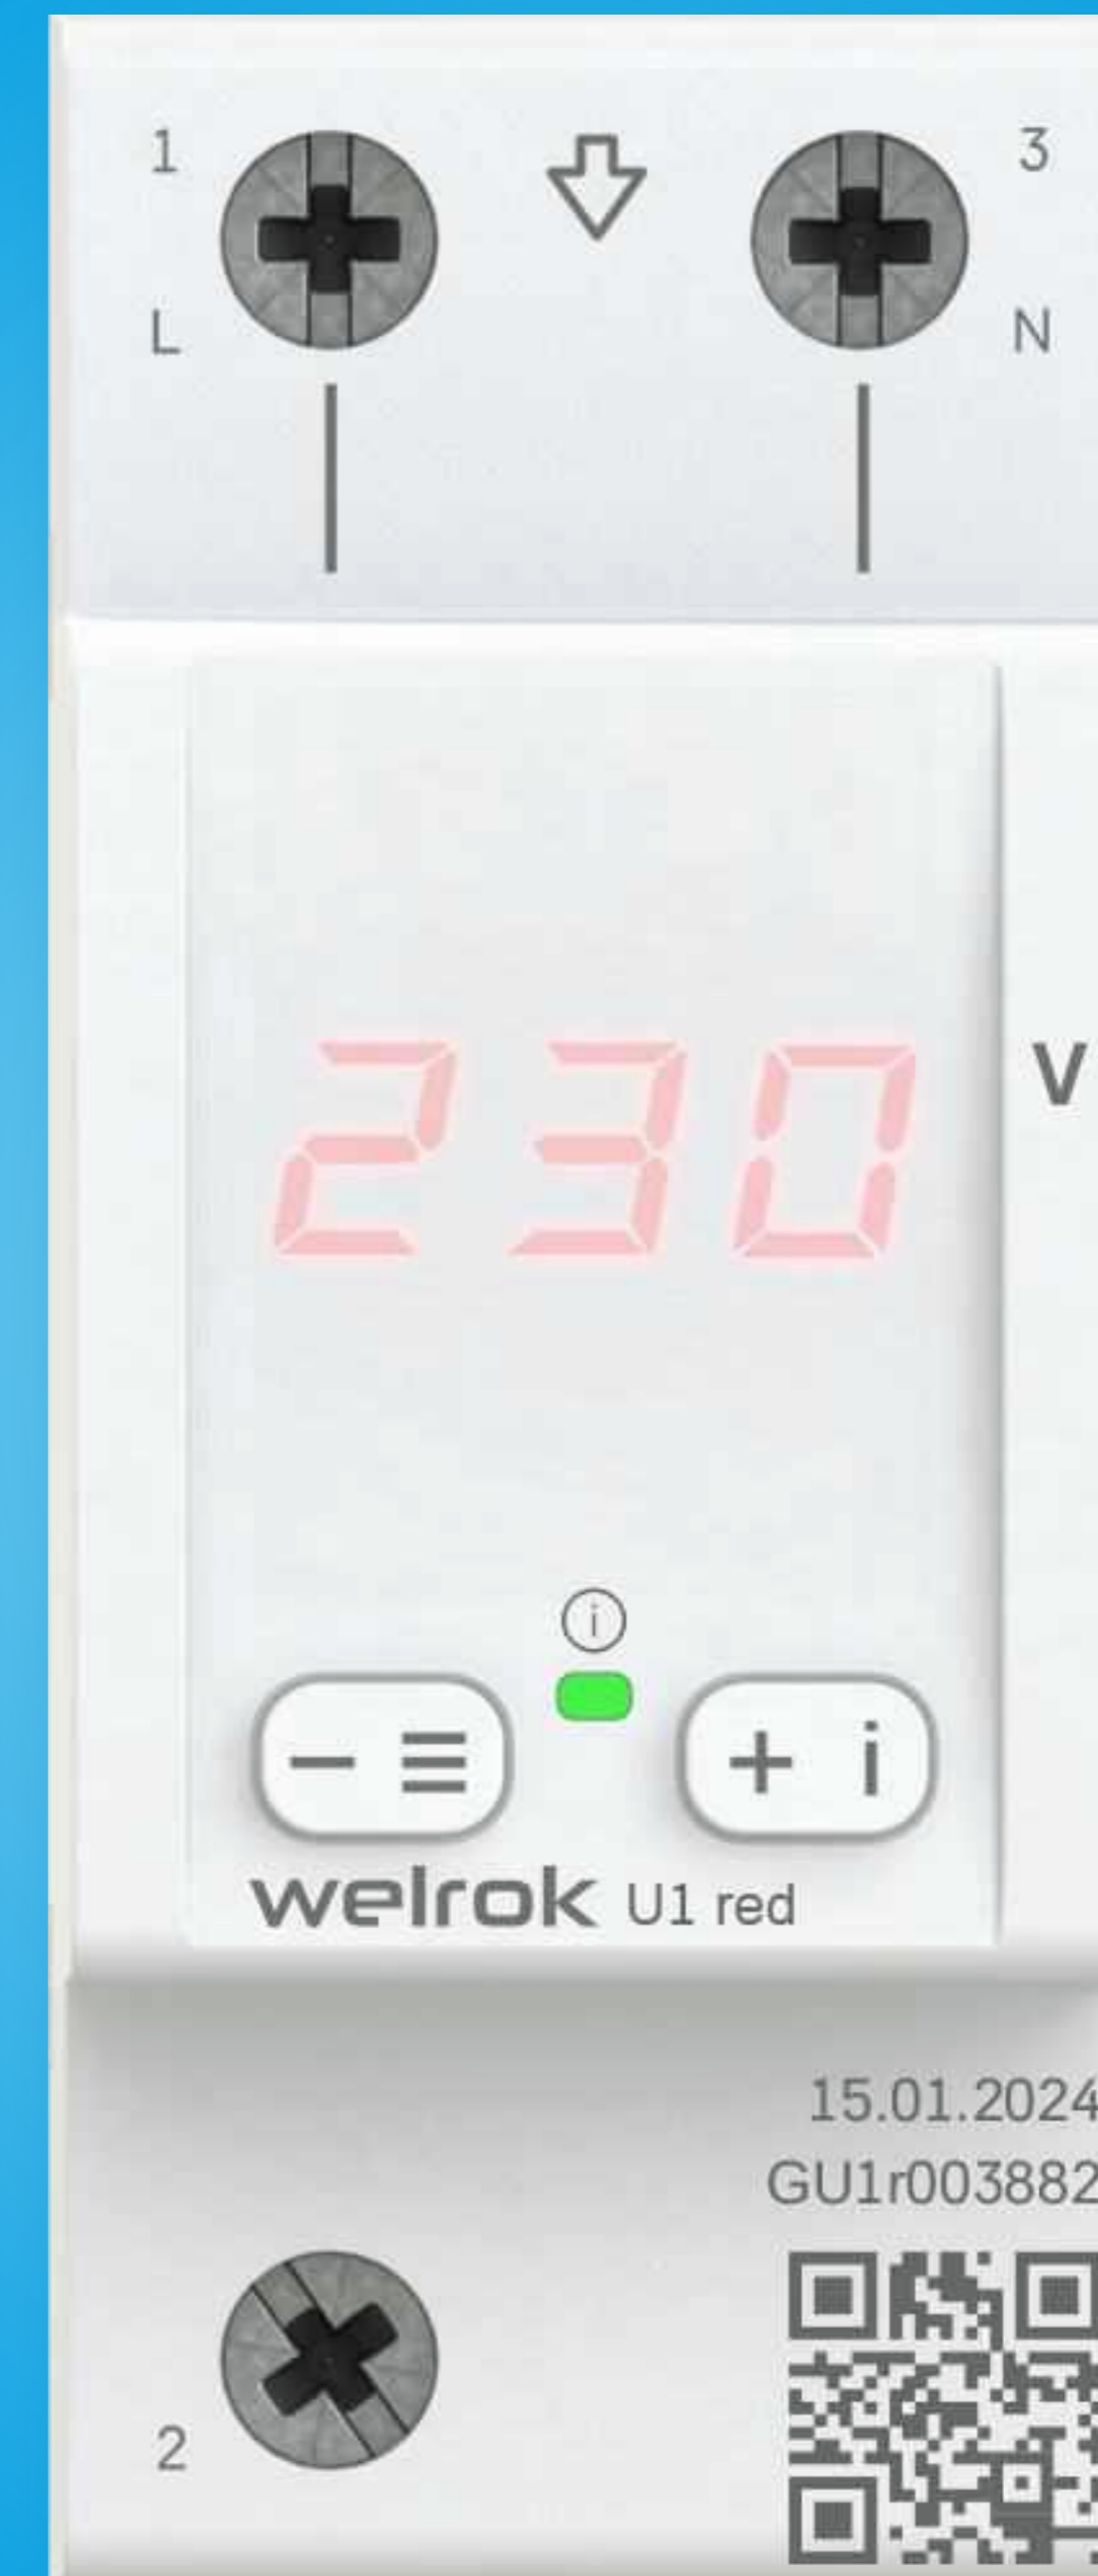 1 3
L N
230 V
i
– ≡ + i
welrok U1 red
15.01.2024
GU1r003882
2